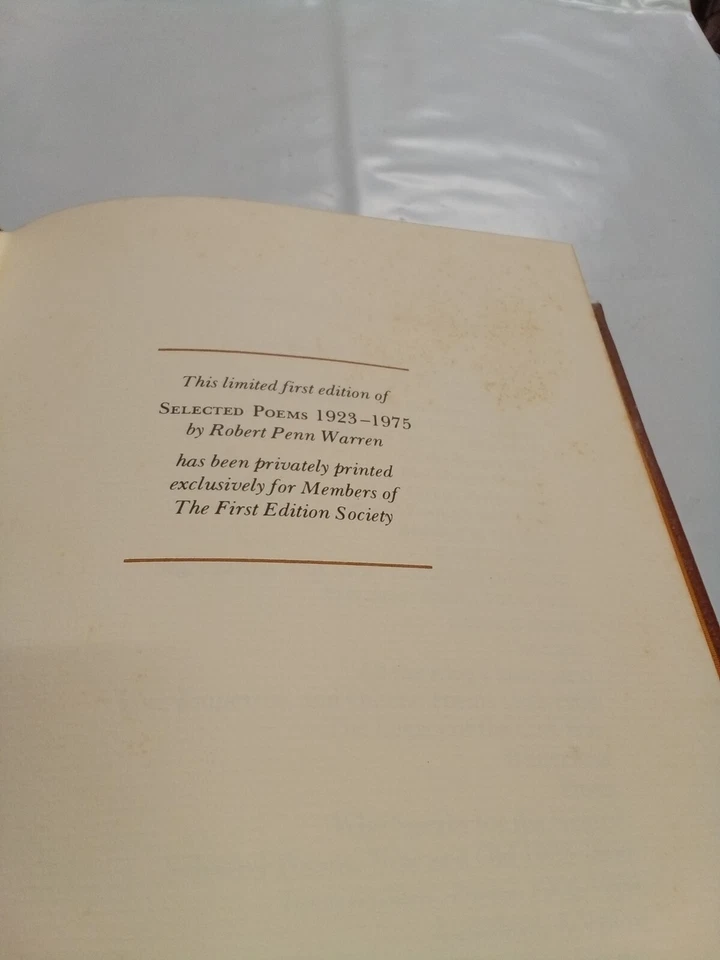 This limited first edition of
SELECTED POEMS 1923–1975
by Robert Penn Warren
has been privately printed
exclusively for Members of
The First Edition Society